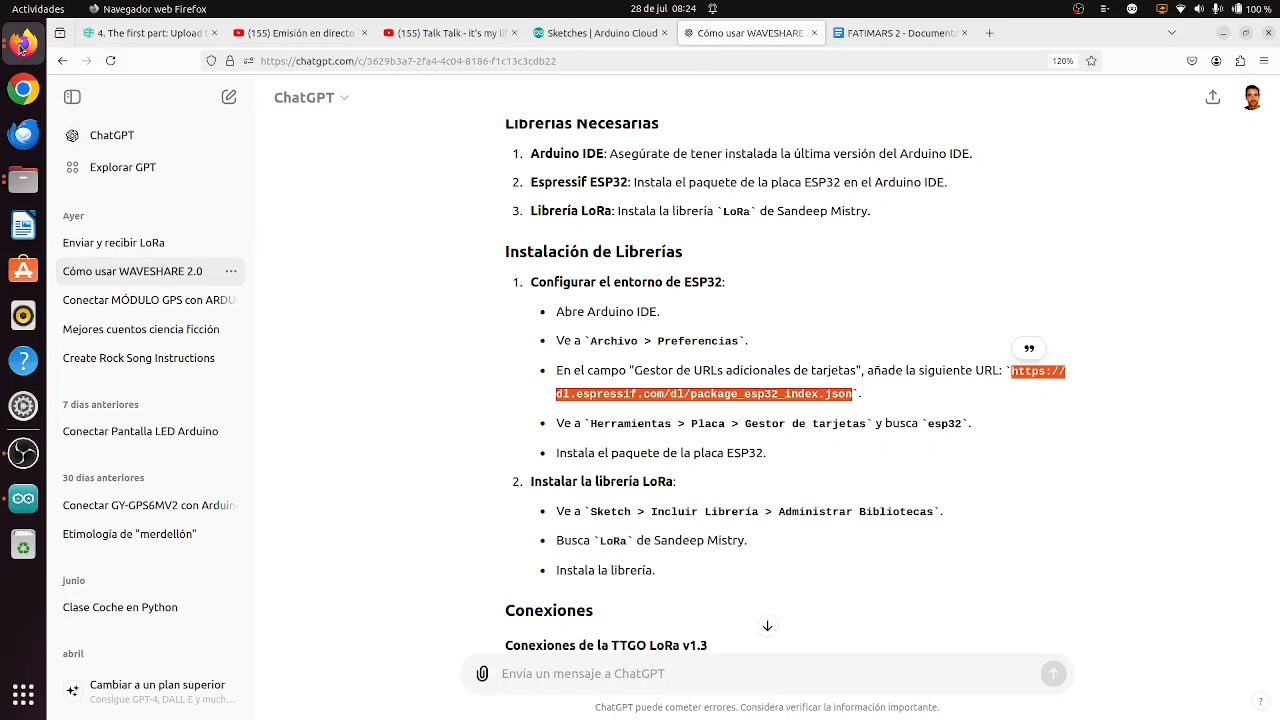 Actividades
Navegador web Firefox
28 de jul 08:24
100 %
4. The first part: Upload t
(155) Emisión en directo
(155) Talk Talk - it's my lif
Sketches | Arduino Cloud
Cómo usar WAVESHARE
FATIMARS 2 - Documento
https://chatgpt.com/c/3629b3a7-2fa4-4c04-8186-f1c13c3cdb22
120%
ChatGPT
ChatGPT
Explorar GPT
Ayer
Enviar y recibir LoRa
Cómo usar WAVESHARE 2.0
Conectar MÓDULO GPS con ARDU
Mejores cuentos ciencia ficción
Create Rock Song Instructions
7 días anteriores
Conectar Pantalla LED Arduino
30 días anteriores
Conectar GY-GPS6MV2 con Arduin
Etimología de "merdellón"
junio
Clase Coche en Python
abril
Cambiar a un plan superior
Consigue GPT-4, DALL·E y much...
Librerías Necesarias
1. Arduino IDE: Asegúrate de tener instalada la última versión del Arduino IDE.
2. Espressif ESP32: Instala el paquete de la placa ESP32 en el Arduino IDE.
3. Librería LoRa: Instala la librería `LoRa` de Sandeep Mistry.
Instalación de Librerías
1. Configurar el entorno de ESP32:
• Abre Arduino IDE.
• Ve a `Archivo > Preferencias`.
• En el campo "Gestor de URLs adicionales de tarjetas", añade la siguiente URL: `https://
dl.espressif.com/dl/package_esp32_index.json`.
• Ve a `Herramientas > Placa > Gestor de tarjetas` y busca `esp32`.
• Instala el paquete de la placa ESP32.
2. Instalar la librería LoRa:
• Ve a `Sketch > Incluir Librería > Administrar Bibliotecas`.
• Busca `LoRa` de Sandeep Mistry.
• Instala la librería.
Conexiones
Conexiones de la TTGO LoRa v1.3
Envía un mensaje a ChatGPT
ChatGPT puede cometer errores. Considera verificar la información importante.
?